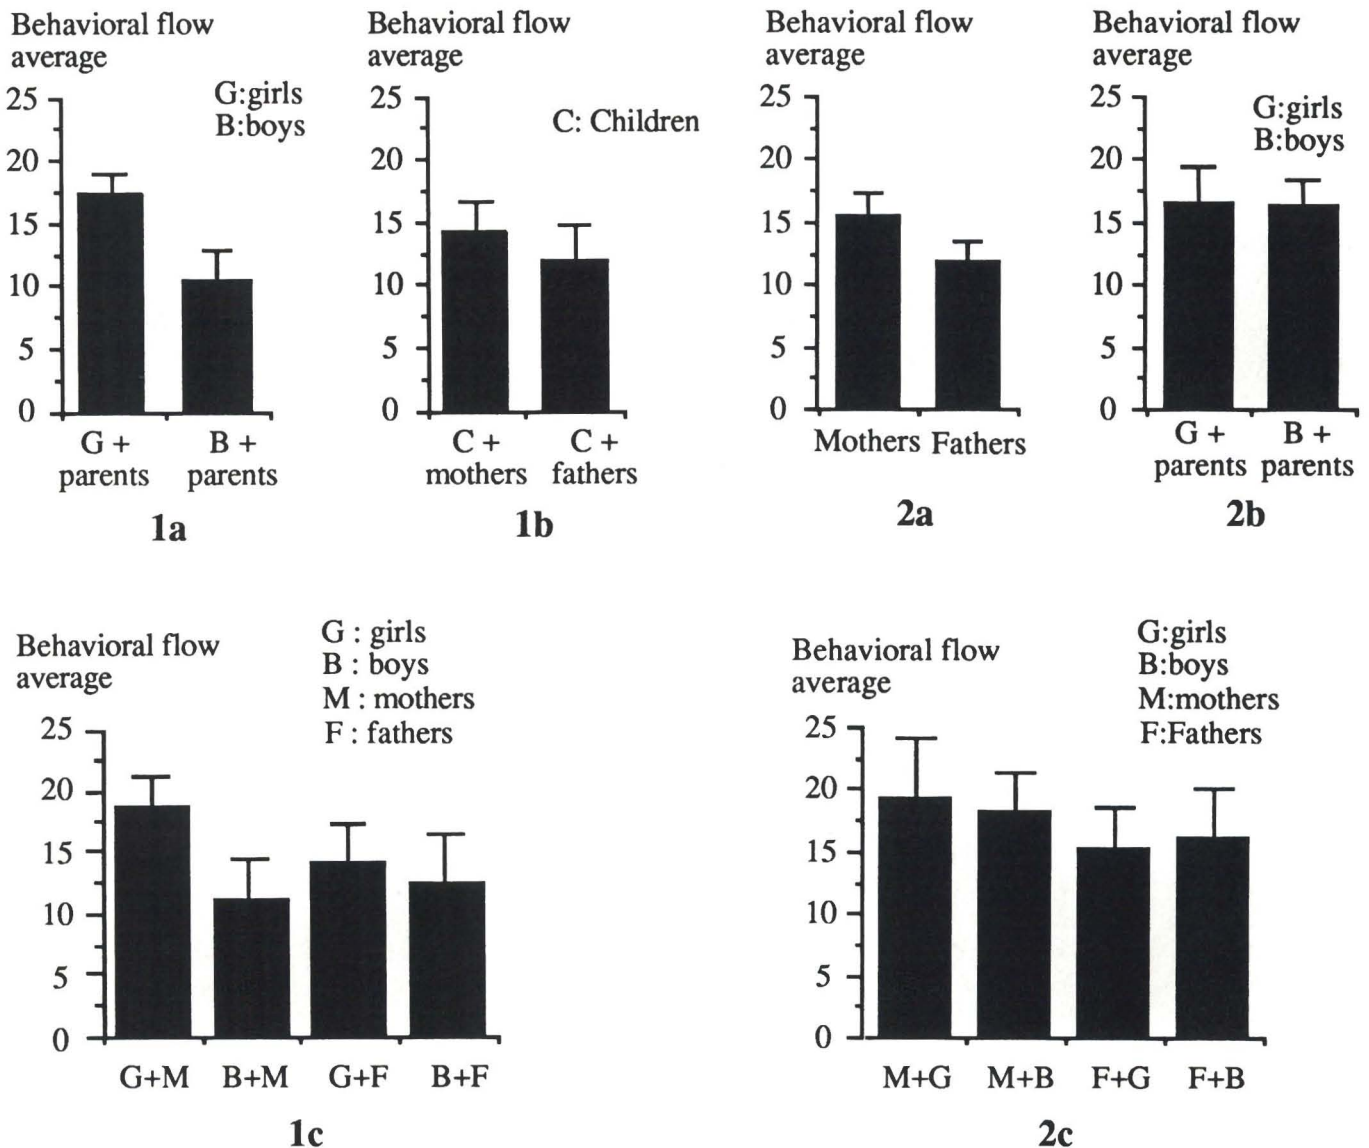 Behavioral flow
average
G:girls
B:boys
25
20
15
10
5
0
G +
parents
B +
parents
1a
Behavioral flow
average
C: Children
25
20
15
10
5
0
C +
mothers
C +
fathers
1b
Behavioral flow
average
25
20
15
10
5
0
Mothers Fathers
2a
Behavioral flow
average
G:girls
B:boys
25
20
15
10
5
0
G +
parents
B +
parents
2b
Behavioral flow
average
G : girls
B : boys
M : mothers
F : fathers
25
20
15
10
5
0
G+M B+M G+F B+F
1c
Behavioral flow
average
G:girls
B:boys
M:mothers
F:Fathers
25
20
15
10
5
0
M+G M+B F+G F+B
2c